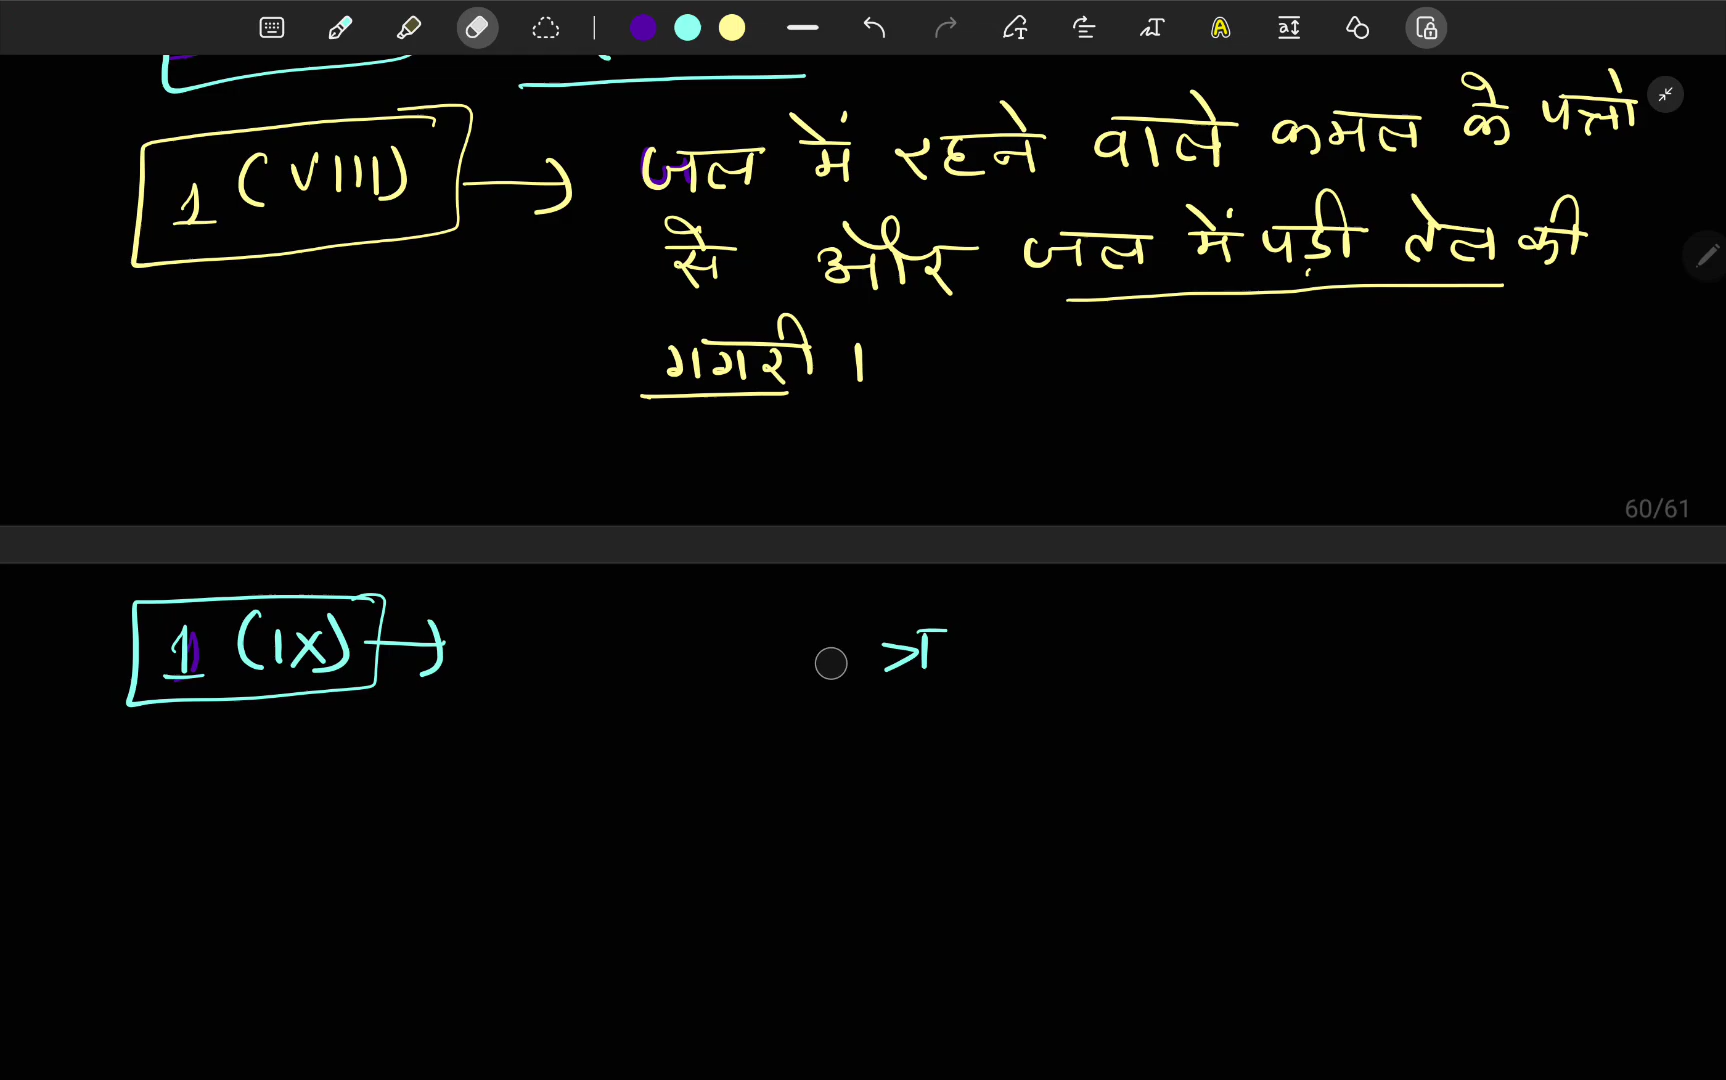 1 (VIII) → जल में रहने वाले कमल के पत्तो
से और जल में पड़ी तेल की
गगरी ।
60/61
1 (IX) →